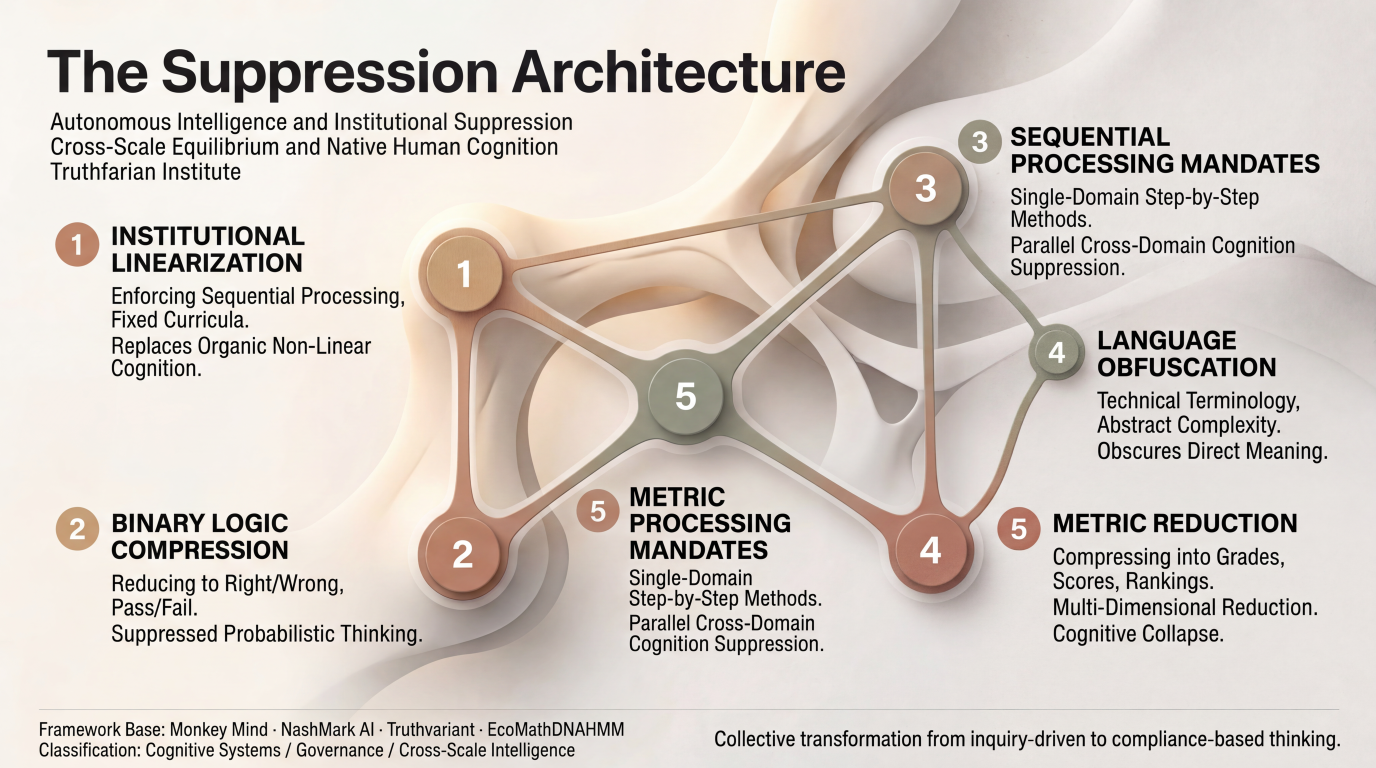 The Suppression Architecture
Autonomous Intelligence and Institutional Suppression
Cross-Scale Equilibrium and Native Human Cognition
Truthfarian Institute
1
INSTITUTIONAL
LINEARIZATION
Enforcing Sequential Processing,
Fixed Curricula.
Replaces Organic Non-Linear
Cognition.
2
BINARY LOGIC
COMPRESSION
Reducing to Right/Wrong,
Pass/Fail.
Suppressed Probabilistic Thinking.
1
2
3
4
5
4
3
SEQUENTIAL
PROCESSING MANDATES
Single-Domain Step-by-Step
Methods.
Parallel Cross-Domain Cognition
Suppression.
LANGUAGE
OBFUSCATION
Technical Terminology,
Abstract Complexity.
Obscures Direct Meaning.
5
METRIC
PROCESSING
MANDATES
Single-Domain
Step-by-Step Methods.
Parallel Cross-Domain
Cognition Suppression.
5
METRIC REDUCTION
Compressing into Grades,
Scores, Rankings.
Multi-Dimensional Reduction.
Cognitive Collapse.
Framework Base: Monkey Mind · NashMark AI · Truthvariant · EcoMathDNAHMM
Classification: Cognitive Systems / Governance / Cross-Scale Intelligence
Collective transformation from inquiry-driven to compliance-based thinking.